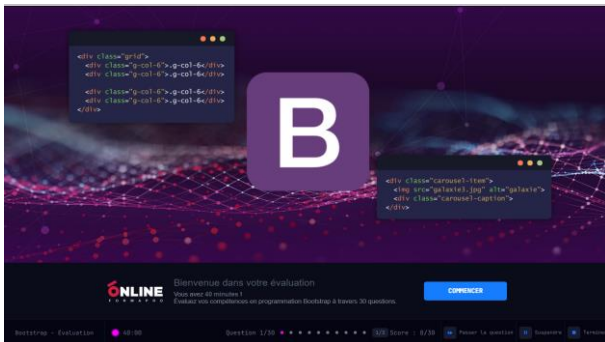 <div class="grid">
<div class="g-col-6">.g-col-6</div>
<div class="g-col-6">.g-col-6</div>
<div class="g-col-6">.g-col-6</div>
<div class="g-col-6">.g-col-6</div>
</div>
B
<div class="carousel-item">
<img src="galaxie3.jpg" alt="galaxie">
<div class="carousel-caption">
</div>
ONLINE
FORMAPRO
Bienvenue dans votre évaluation
Vous avez 40 minutes !
Évaluez vos compétences en programmation Bootstrap à travers 30 questions.
COMMENCER
Bootstrap - Évaluation
40:00
Question 1/30
1/3
Score : 0/30
Passer la question
Suspendre
Terminer